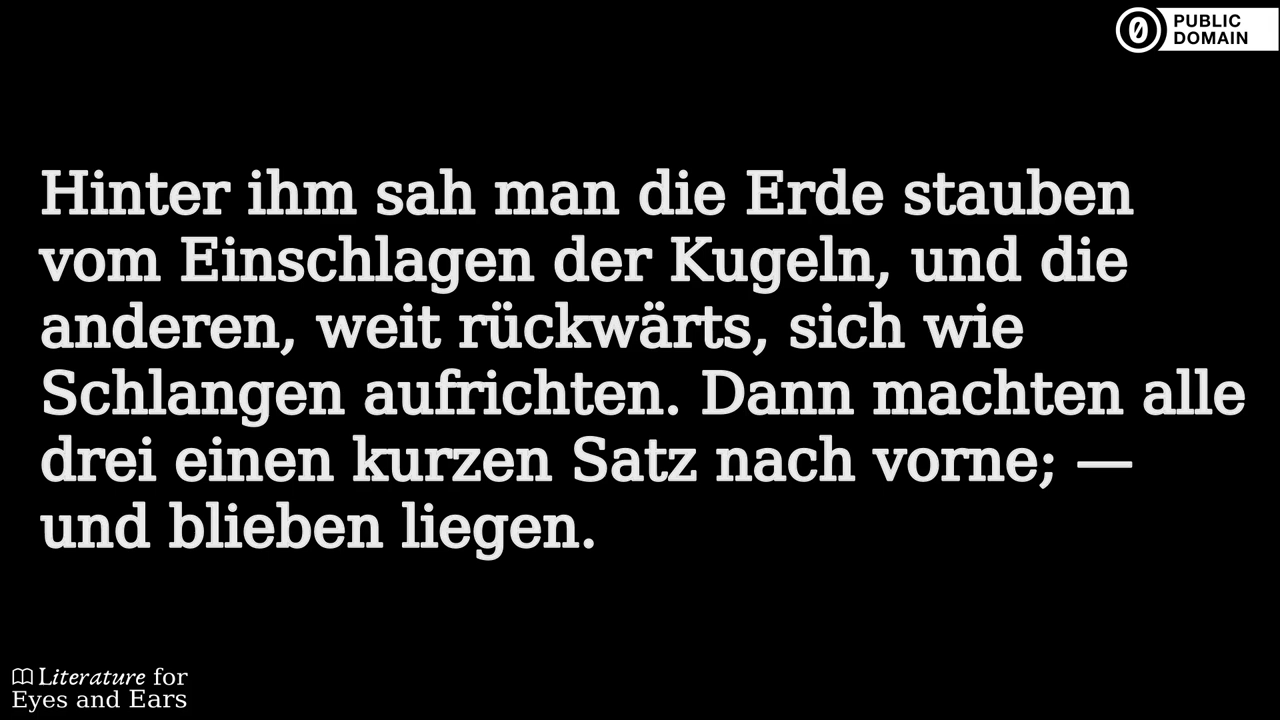 PUBLIC
DOMAIN
Hinter ihm sah man die Erde stauben
vom Einschlagen der Kugeln, und die
anderen, weit rückwärts, sich wie
Schlangen aufrichten. Dann machten alle
drei einen kurzen Satz nach vorne; —
und blieben liegen.
Literature for
Eyes and Ears